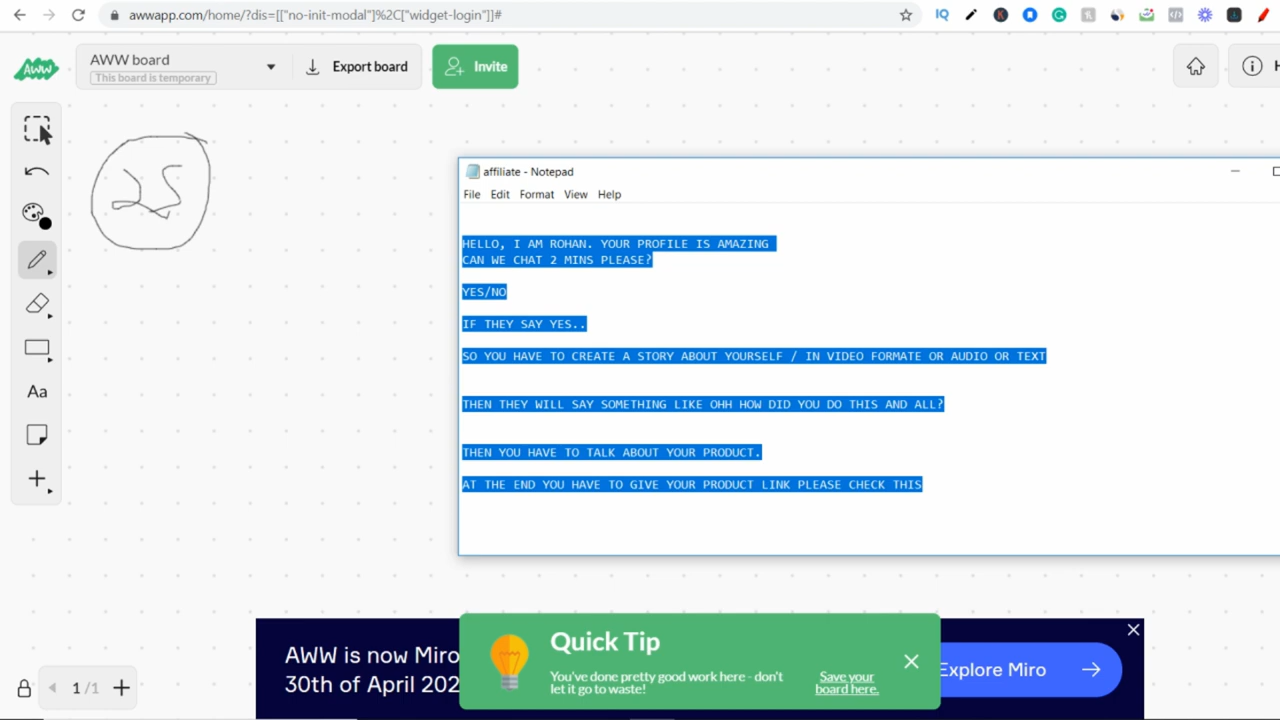 awwapp.com/home/?dis=[["no-init-modal"]%2C["widget-login"]]#
IQ
AWW
AWW board
This board is temporary
Export board
Invite
H
affiliate - Notepad
File Edit Format View Help
HELLO, I AM ROHAN. YOUR PROFILE IS AMAZING
CAN WE CHAT 2 MINS PLEASE?
YES/NO
IF THEY SAY YES..
SO YOU HAVE TO CREATE A STORY ABOUT YOURSELF / IN VIDEO FORMATE OR AUDIO OR TEXT
THEN THEY WILL SAY SOMETHING LIKE OHH HOW DID YOU DO THIS AND ALL?
THEN YOU HAVE TO TALK ABOUT YOUR PRODUCT.
AT THE END YOU HAVE TO GIVE YOUR PRODUCT LINK PLEASE CHECK THIS
Aa
AWW is now Miro
30th of April 202
Quick Tip
You've done pretty good work here - don't
let it go to waste!
Save your
board here.
Explore Miro
1/1